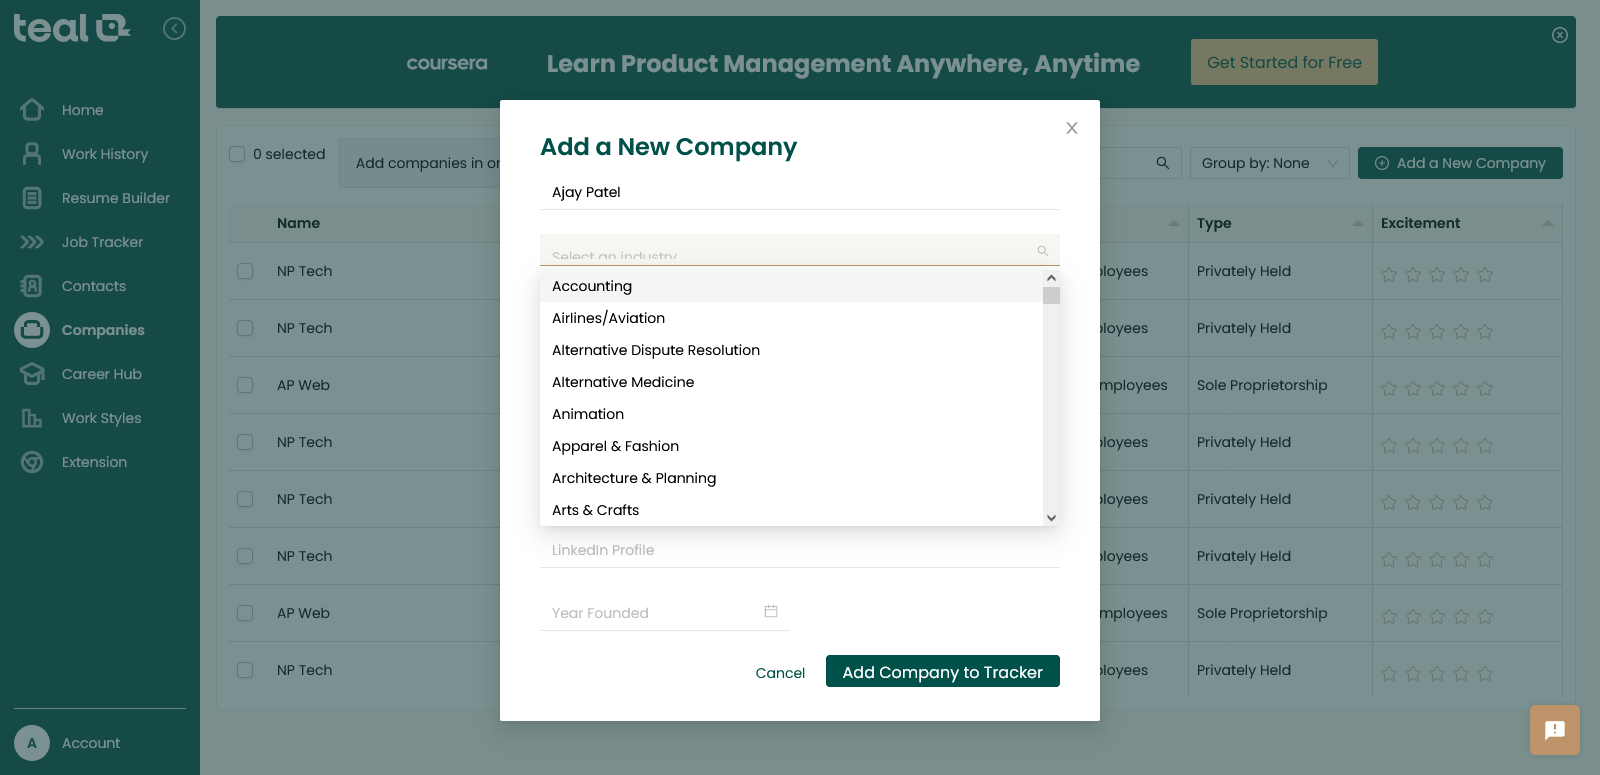 teal
Home
Work History
Resume Builder
Job Tracker
Contacts
Companies
Career Hub
Work Styles
Extension
A Account
coursera
Learn Product Management Anywhere, Anytime
Get Started for Free
0 selected
Add companies in or
Group by: None
Add a New Company
Name Type Excitement
NP Tech ployees Privately Held
NP Tech ployees Privately Held
AP Web mployees Sole Proprietorship
NP Tech ployees Privately Held
NP Tech ployees Privately Held
NP Tech ployees Privately Held
AP Web mployees Sole Proprietorship
NP Tech ployees Privately Held
Add a New Company
Ajay Patel
Select an industry
Accounting
Airlines/Aviation
Alternative Dispute Resolution
Alternative Medicine
Animation
Apparel & Fashion
Architecture & Planning
Arts & Crafts
LinkedIn Profile
Year Founded
Cancel
Add Company to Tracker